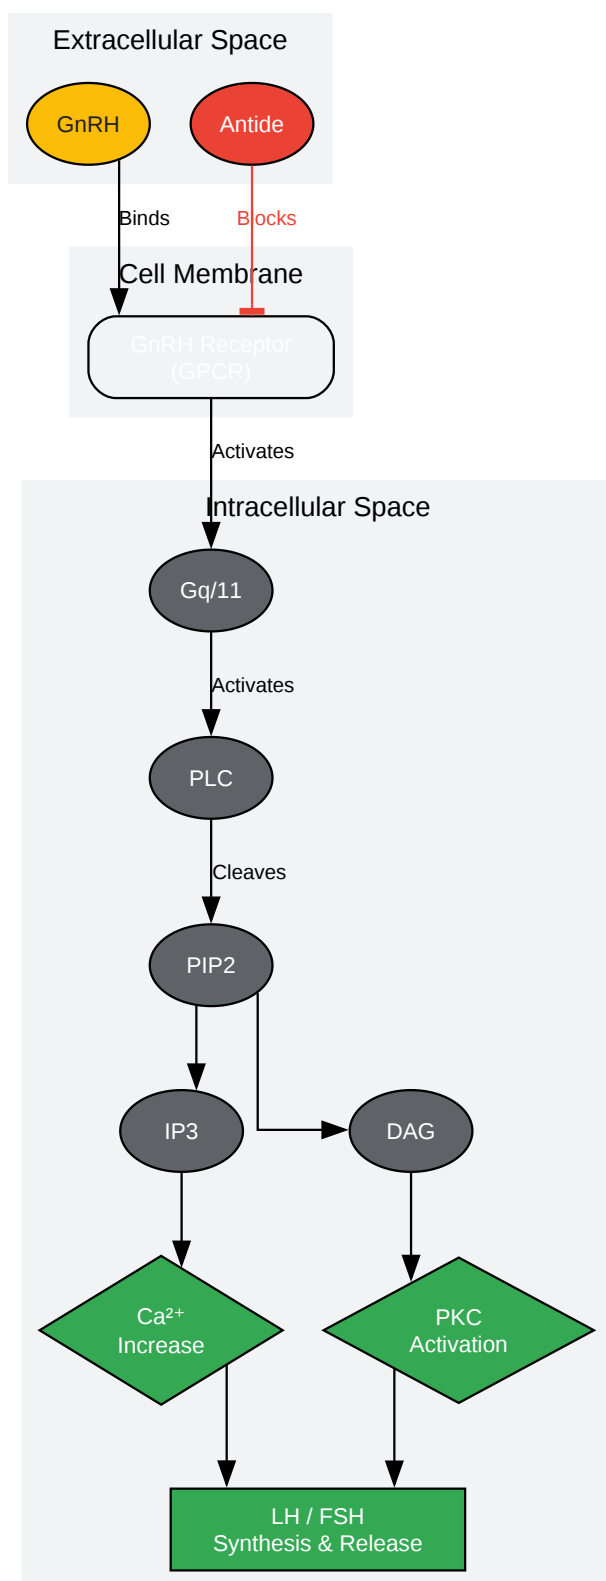 Extracellular Space
GnRH
Antide
Binds
Blocks
Cell Membrane
GnRH Receptor
(GPCR)
Activates
Intracellular Space
Gq/11
Activates
PLC
Cleaves
PIP2
IP3
DAG
Ca²⁺
Increase
PKC
Activation
LH / FSH
Synthesis & Release